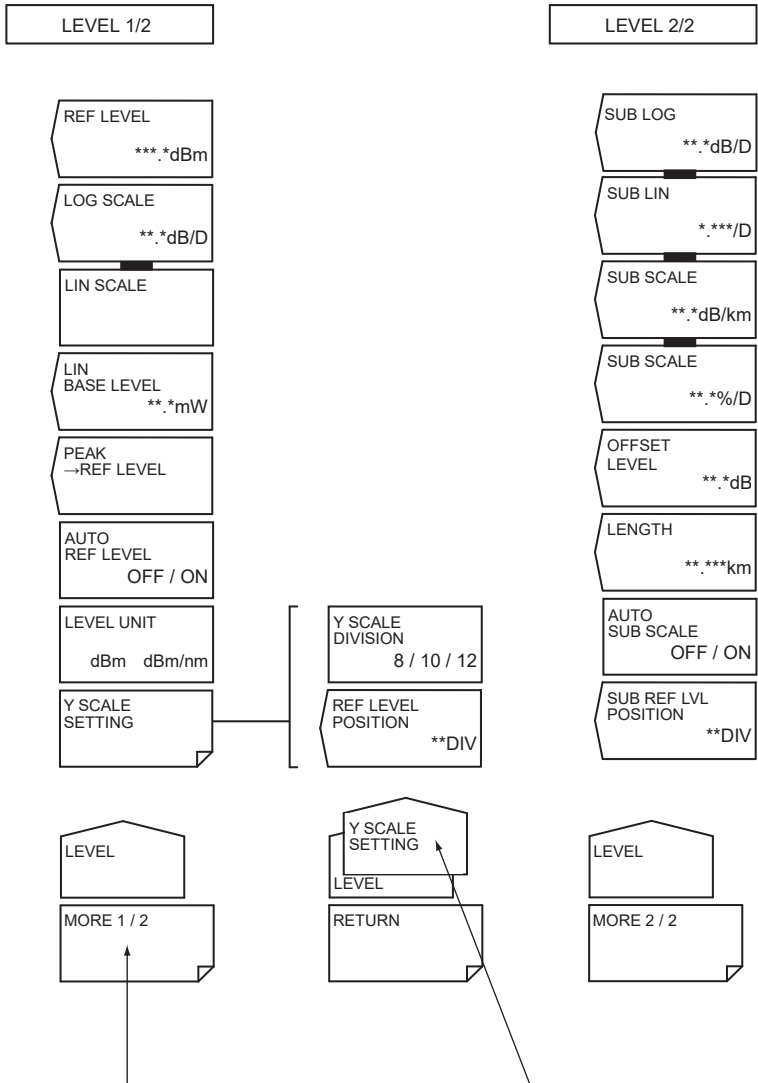 LEVEL 1/2
REF LEVEL
***.*dBm
LOG SCALE
**.*dB/D
LIN SCALE
LIN
BASE LEVEL
**.*mW
PEAK
→REF LEVEL
AUTO
REF LEVEL
OFF / ON
LEVEL UNIT
dBm dBm/nm
Y SCALE
SETTING
LEVEL
MORE 1 / 2
Y SCALE
DIVISION
8 / 10 / 12
REF LEVEL
POSITION
**DIV
Y SCALE
SETTING
LEVEL
RETURN
LEVEL 2/2
SUB LOG
**.*dB/D
SUB LIN
*.***/D
SUB SCALE
**.*dB/km
SUB SCALE
**.*%/D
OFFSET
LEVEL
**.*dB
LENGTH
**.***km
AUTO
SUB SCALE
OFF / ON
SUB REF LVL
POSITION
**DIV
LEVEL
MORE 2 / 2